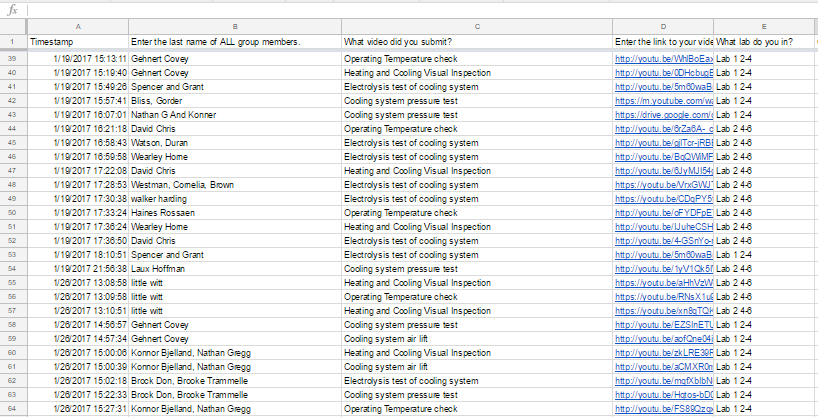 fx
A B C D E
1 Timestamp Enter the last name of ALL group members. What video did you submit? Enter the link to your vide What lab do you in?
39 1/19/2017 15:13:11 Gehnert Covey Operating Temperature check http://youtu.be/WhlBoEax Lab 1 2-4
40 1/19/2017 15:19:40 Gehnert Covey Heating and Cooling Visual Inspection http://youtu.be/0DHobugE Lab 1 2-4
41 1/19/2017 15:49:26 Spencer and Grant Electrolysis test of cooling system http://youtu.be/5m60waB Lab 1 2-4
42 1/19/2017 15:57:41 Bliss, Gorder Cooling system pressure test https://m.youtube.com/wa Lab 1 2-4
43 1/19/2017 16:07:01 Nathan G And Konner Cooling system pressure test https://drive.google.com/ Lab 1 2-4
44 1/19/2017 16:21:18 David Chris Operating Temperature check http://youtu.be/6rZa6A- Lab 2 4-6
45 1/19/2017 16:58:43 Watson, Duran Electrolysis test of cooling system Lab 2 4-6
46 1/19/2017 16:59:58 Wearley Home Electrolysis test of cooling system http://youtu.be/BqQWiMF Lab 2 4-6
47 1/19/2017 17:22:08 David Chris Heating and Cooling Visual Inspection http://youtu.be/6JyMJI54 Lab 2 4-6
48 1/19/2017 17:28:53 Westman, Comelia, Brown Electrolysis test of cooling system https://youtu.be/VrxGWJ Lab 2 4-6
49 1/19/2017 17:30:38 walker harding Electrolysis test of cooling system https://youtu.be/CDqPY5 Lab 2 4-6
50 1/19/2017 17:33:24 Haines Rossaen Operating Temperature check http://youtu.be/oFYDFpE Lab 2 4-6
51 1/19/2017 17:36:24 Wearley Home Heating and Cooling Visual Inspection http://youtu.be/IJuheCSH Lab 2 4-6
52 1/19/2017 17:36:50 David Chris Electrolysis test of cooling system http://youtu.be/4-GSnYo- Lab 2 4-6
53 1/19/2017 18:10:51 Spencer and Grant Electrolysis test of cooling system http://youtu.be/5m60waB Lab 1 2-4
54 1/19/2017 21:56:38 Laux Hoffman Cooling system pressure test http://youtu.be/1yV1Qk5f Lab 2 4-6
55 1/26/2017 13:08:58 little witt Heating and Cooling Visual Inspection https://youtu.be/aHhVzW Lab 2 4-6
56 1/26/2017 13:09:58 little witt Operating Temperature check https://youtu.be/RNsX1u Lab 2 4-6
57 1/26/2017 13:10:51 little witt Heating and Cooling Visual Inspection https://youtu.be/xn8qTQK Lab 2 4-6
58 1/26/2017 14:56:57 Gehnert Covey Cooling system pressure test http://youtu.be/EZSlnETL Lab 1 2-4
59 1/26/2017 14:57:34 Gehnert Covey Cooling system air lift http://youtu.be/aofQne04 Lab 1 2-4
60 1/26/2017 15:00:06 Konnor Bjelland, Nathan Gregg Heating and Cooling Visual Inspection http://youtu.be/zkLRE39F Lab 1 2-4
61 1/26/2017 15:00:39 Konnor Bjelland, Nathan Gregg Cooling system air lift http://youtu.be/aCMXR0 Lab 1 2-4
62 1/26/2017 15:02:18 Brock Don, Brooke Trammelle Electrolysis test of cooling system http://youtu.be/mqfXblbN Lab 1 2-4
63 1/26/2017 15:22:33 Brock Don, Brooke Trammelle Cooling system pressure test http://youtu.be/Hqtos-bD Lab 1 2-4
64 1/26/2017 15:27:31 Konnor Bjelland, Nathan Gregg Operating Temperature check http://youtu.be/FS89Qzgx Lab 1 2-4